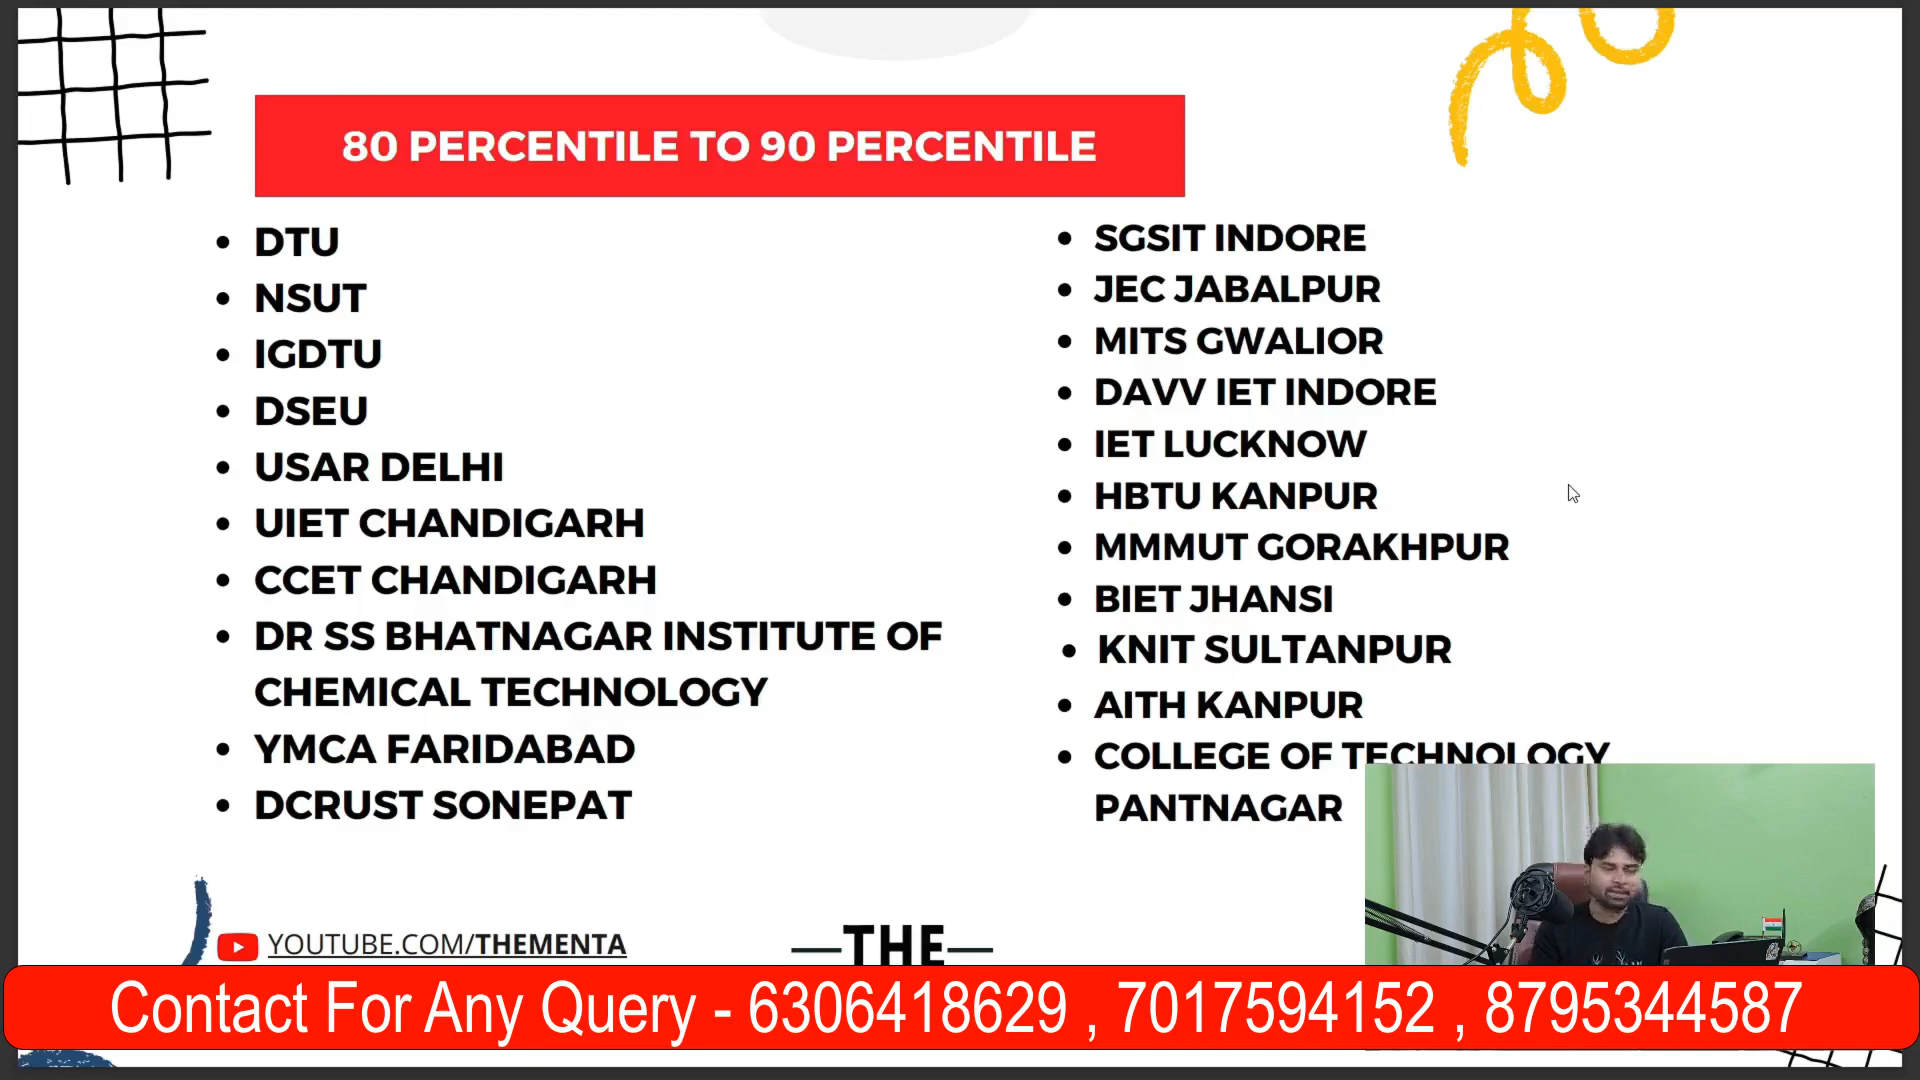 80 PERCENTILE TO 90 PERCENTILE
DTU
NSUT
IGDTU
DSEU
USAR DELHI
UIET CHANDIGARH
CCET CHANDIGARH
DR SS BHATNAGAR INSTITUTE OF
CHEMICAL TECHNOLOGY
YMCA FARIDABAD
DCRUST SONEPAT
SGSIT INDORE
JEC JABALPUR
MITS GWALIOR
DAVV IET INDORE
IET LUCKNOW
HBTU KANPUR
MMMUT GORAKHPUR
BIET JHANSI
KNIT SULTANPUR
AITH KANPUR
COLLEGE OF TECHNOLOGY
PANTNAGAR
YOUTUBE.COM/THEMENTA
THE
Contact For Any Query - 6306418629 , 7017594152 , 8795344587